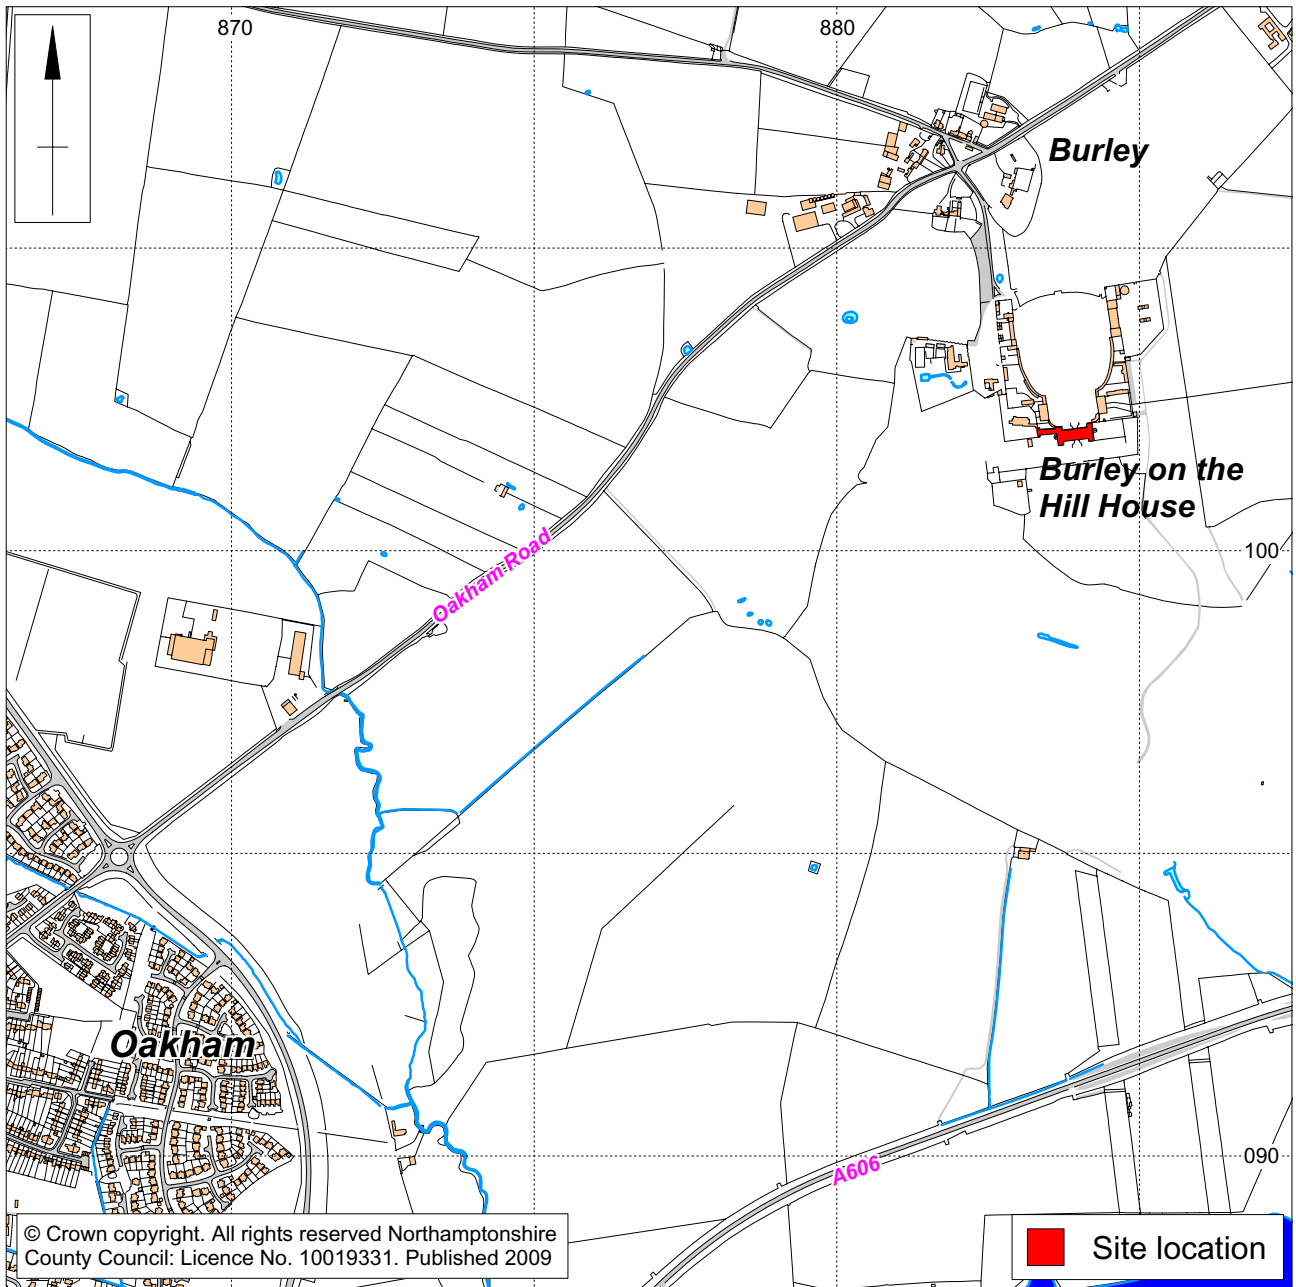 870
880
Burley
Burley on the
Hill House
100
Oakham Road
Oakham
090
A606
© Crown copyright. All rights reserved Northamptonshire
County Council: Licence No. 10019331. Published 2009
Site location